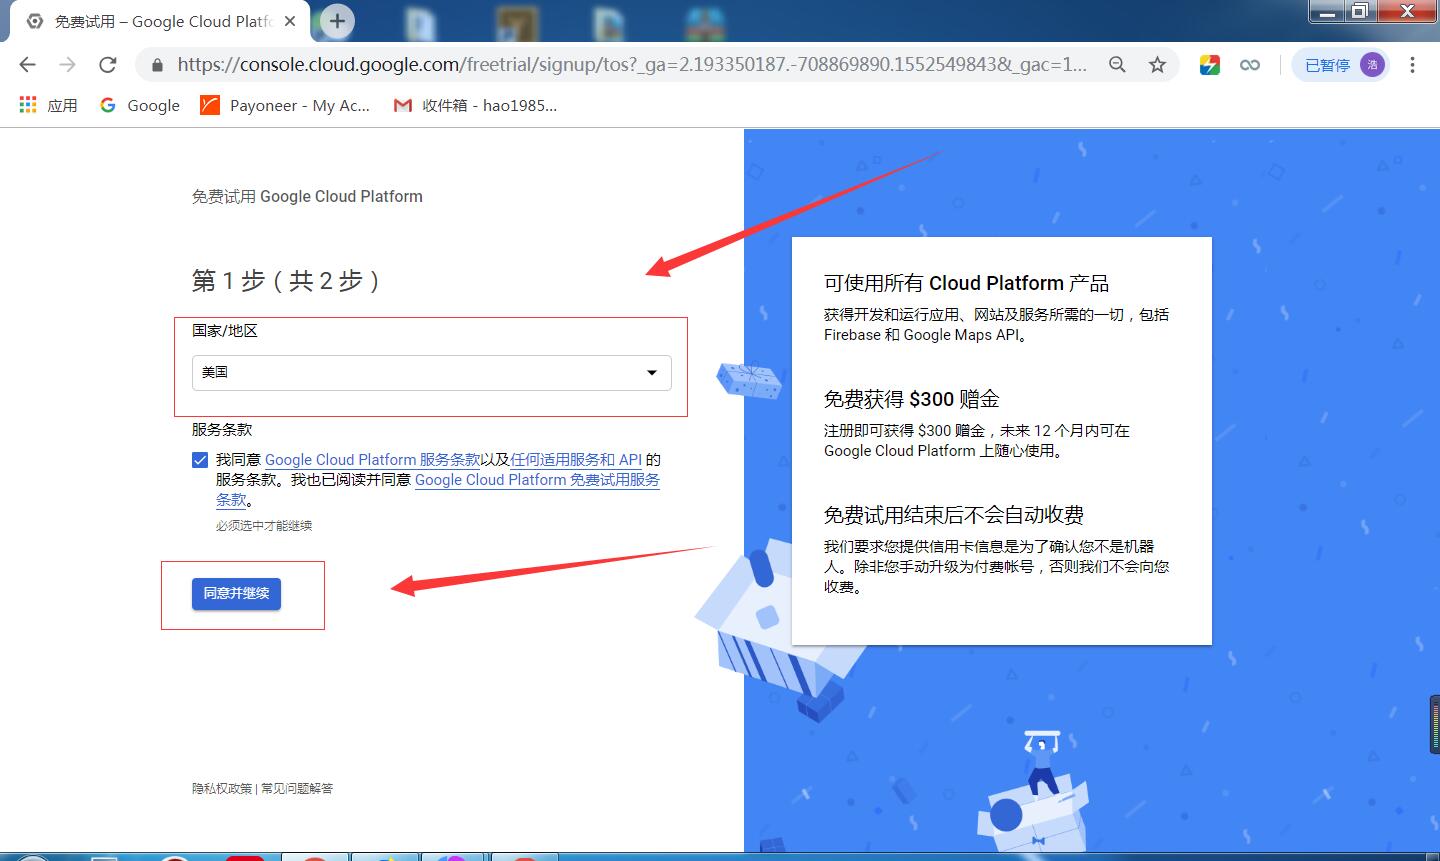 免费试用 – Google Cloud Platfo
https://console.cloud.google.com/freetrial/signup/tos?_ga=2.193350187.-708869890.1552549843&_gac=1...
已暂停
浩
应用
Google
Payoneer - My Ac...
收件箱 - hao1985...
免费试用 Google Cloud Platform
第 1 步 ( 共 2 步 )
国家/地区
美国
服务条款
我同意 Google Cloud Platform 服务条款以及任何适用服务和 API 的
服务条款。我也已阅读并同意 Google Cloud Platform 免费试用服务
条款。
必须选中才能继续
同意并继续
隐私权政策 | 常见问题解答
可使用所有 Cloud Platform 产品
获得开发和运行应用、网站及服务所需的一切，包括
Firebase 和 Google Maps API。
免费获得 $300 赠金
注册即可获得 $300 赠金，未来 12 个月内可在
Google Cloud Platform 上随心使用。
免费试用结束后不会自动收费
我们要求您提供信用卡信息是为了确认您不是机器
人。除非您手动升级为付费帐号，否则我们不会向您
收费。